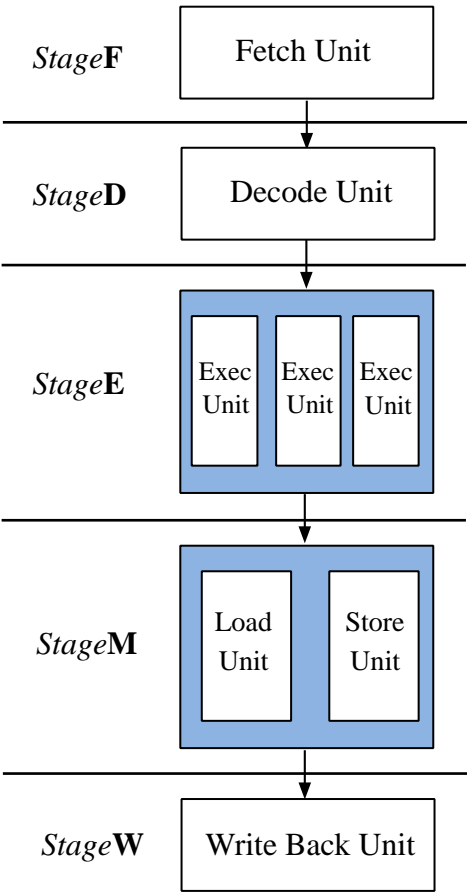 StageF
Fetch Unit
StageD
Decode Unit
StageE
Exec Unit
Exec Unit
Exec Unit
StageM
Load Unit
Store Unit
StageW
Write Back Unit